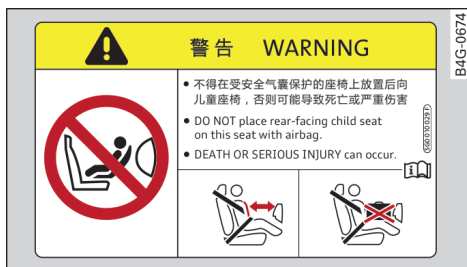 警告 WARNING
• 不得在受安全气囊保护的座椅上放置后向
儿童座椅，否则可能导致死亡或严重伤害
• DO NOT place rear-facing child seat
on this seat with airbag.
• DEATH OR SERIOUS INJURY can occur.
B4G-0674